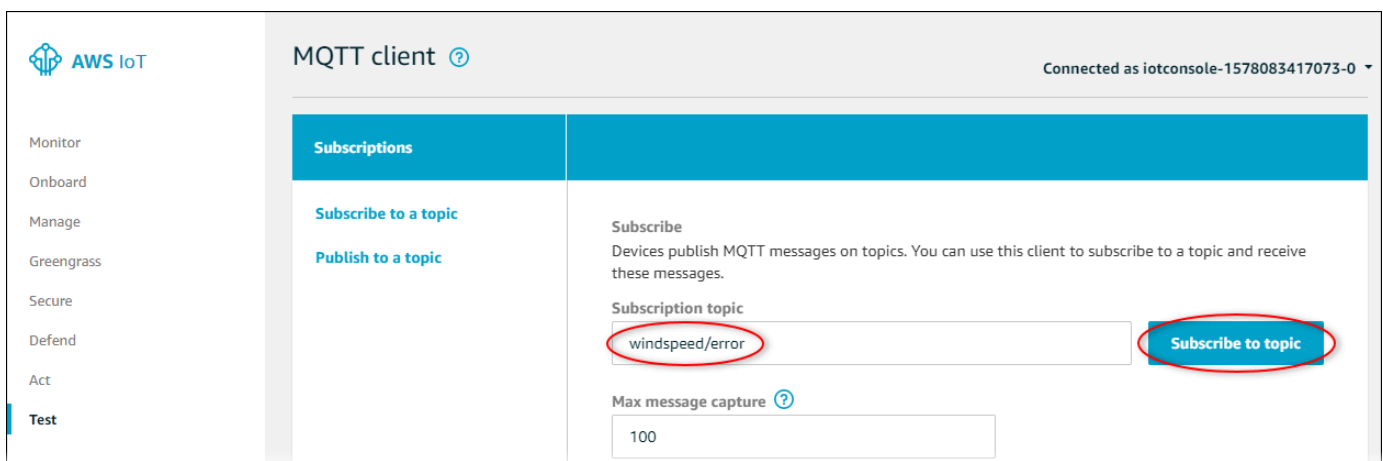 AWS IoT
MQTT client ?
Connected as iotconsole-1578083417073-0
Monitor
Onboard
Manage
Greengrass
Secure
Defend
Act
Test
Subscriptions
Subscribe to a topic
Publish to a topic
Subscribe
Devices publish MQTT messages on topics. You can use this client to subscribe to a topic and receive
these messages.
Subscription topic
windspeed/error
Subscribe to topic
Max message capture ?
100